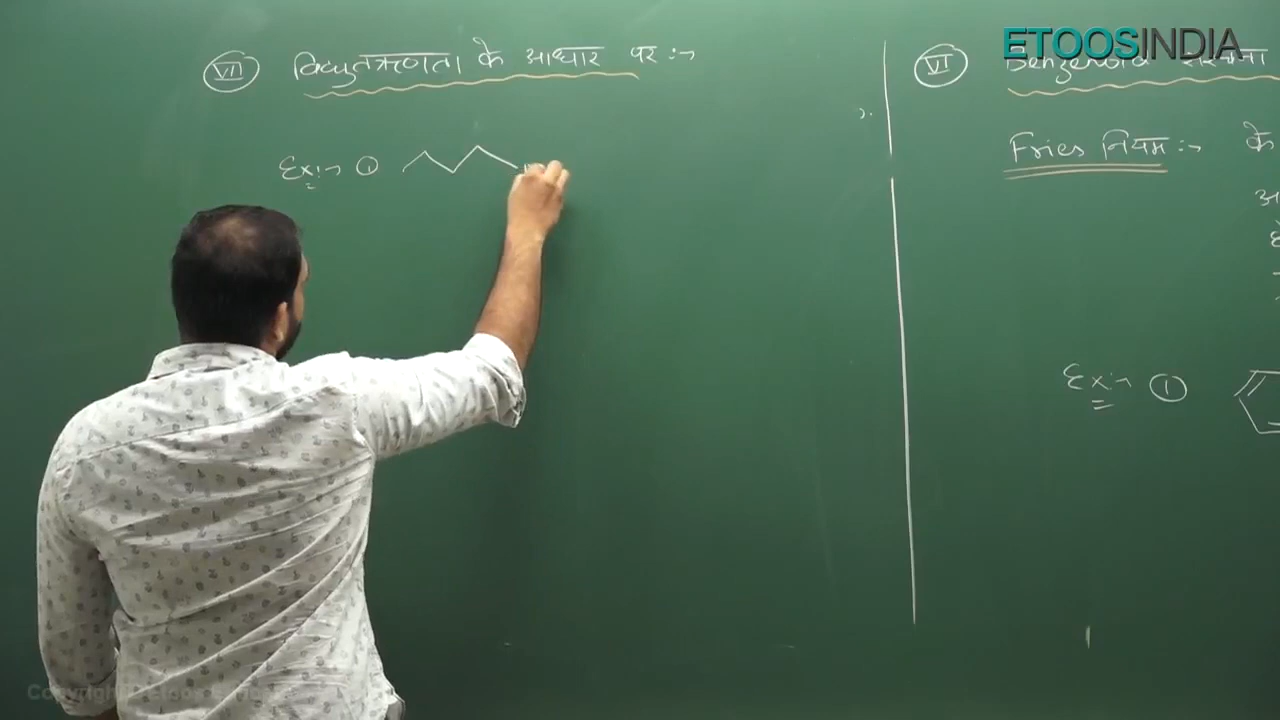 VII विद्युतऋणता के आधार पर :-
Ex:- 1
ETOOSINDIA
VI Benzenoid संरचना
Fries नियम :- के
Ex:- 1